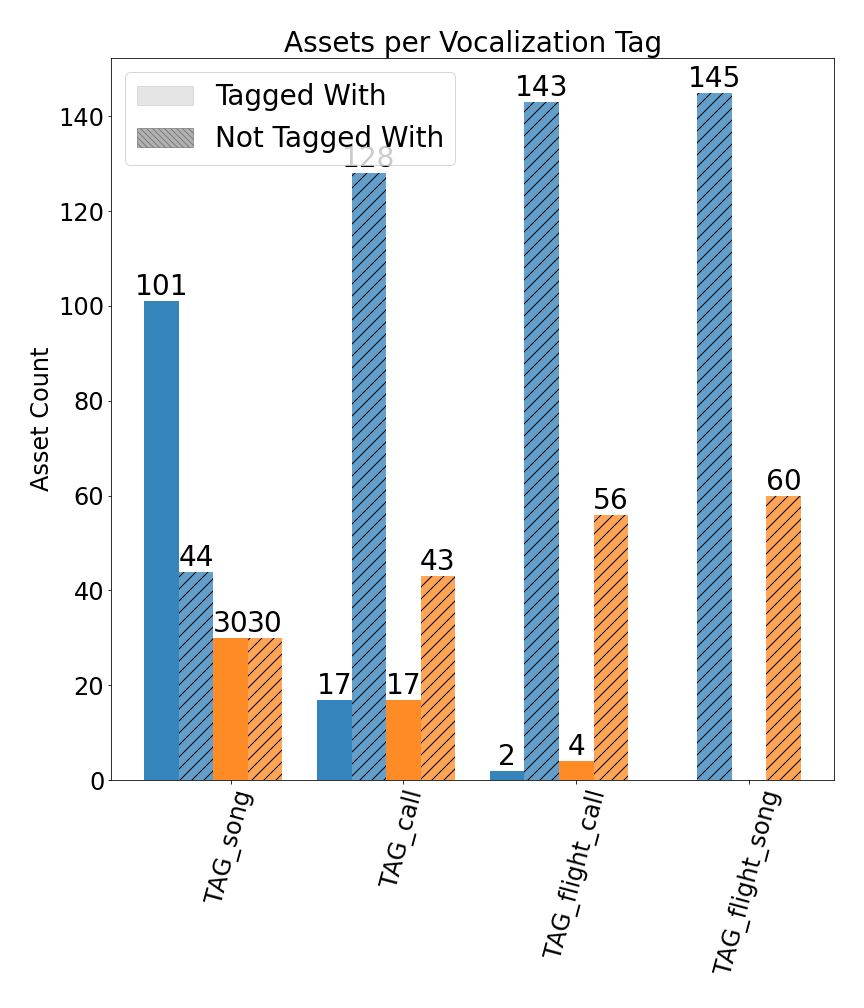 Assets per Vocalization Tag
Tagged With
Not Tagged With
Asset Count
140
120
100
80
60
40
20
0
101
44
30
30
17
128
17
43
2
143
4
56
145
60
TAG_song
TAG_call
TAG_flight_call
TAG_flight_song